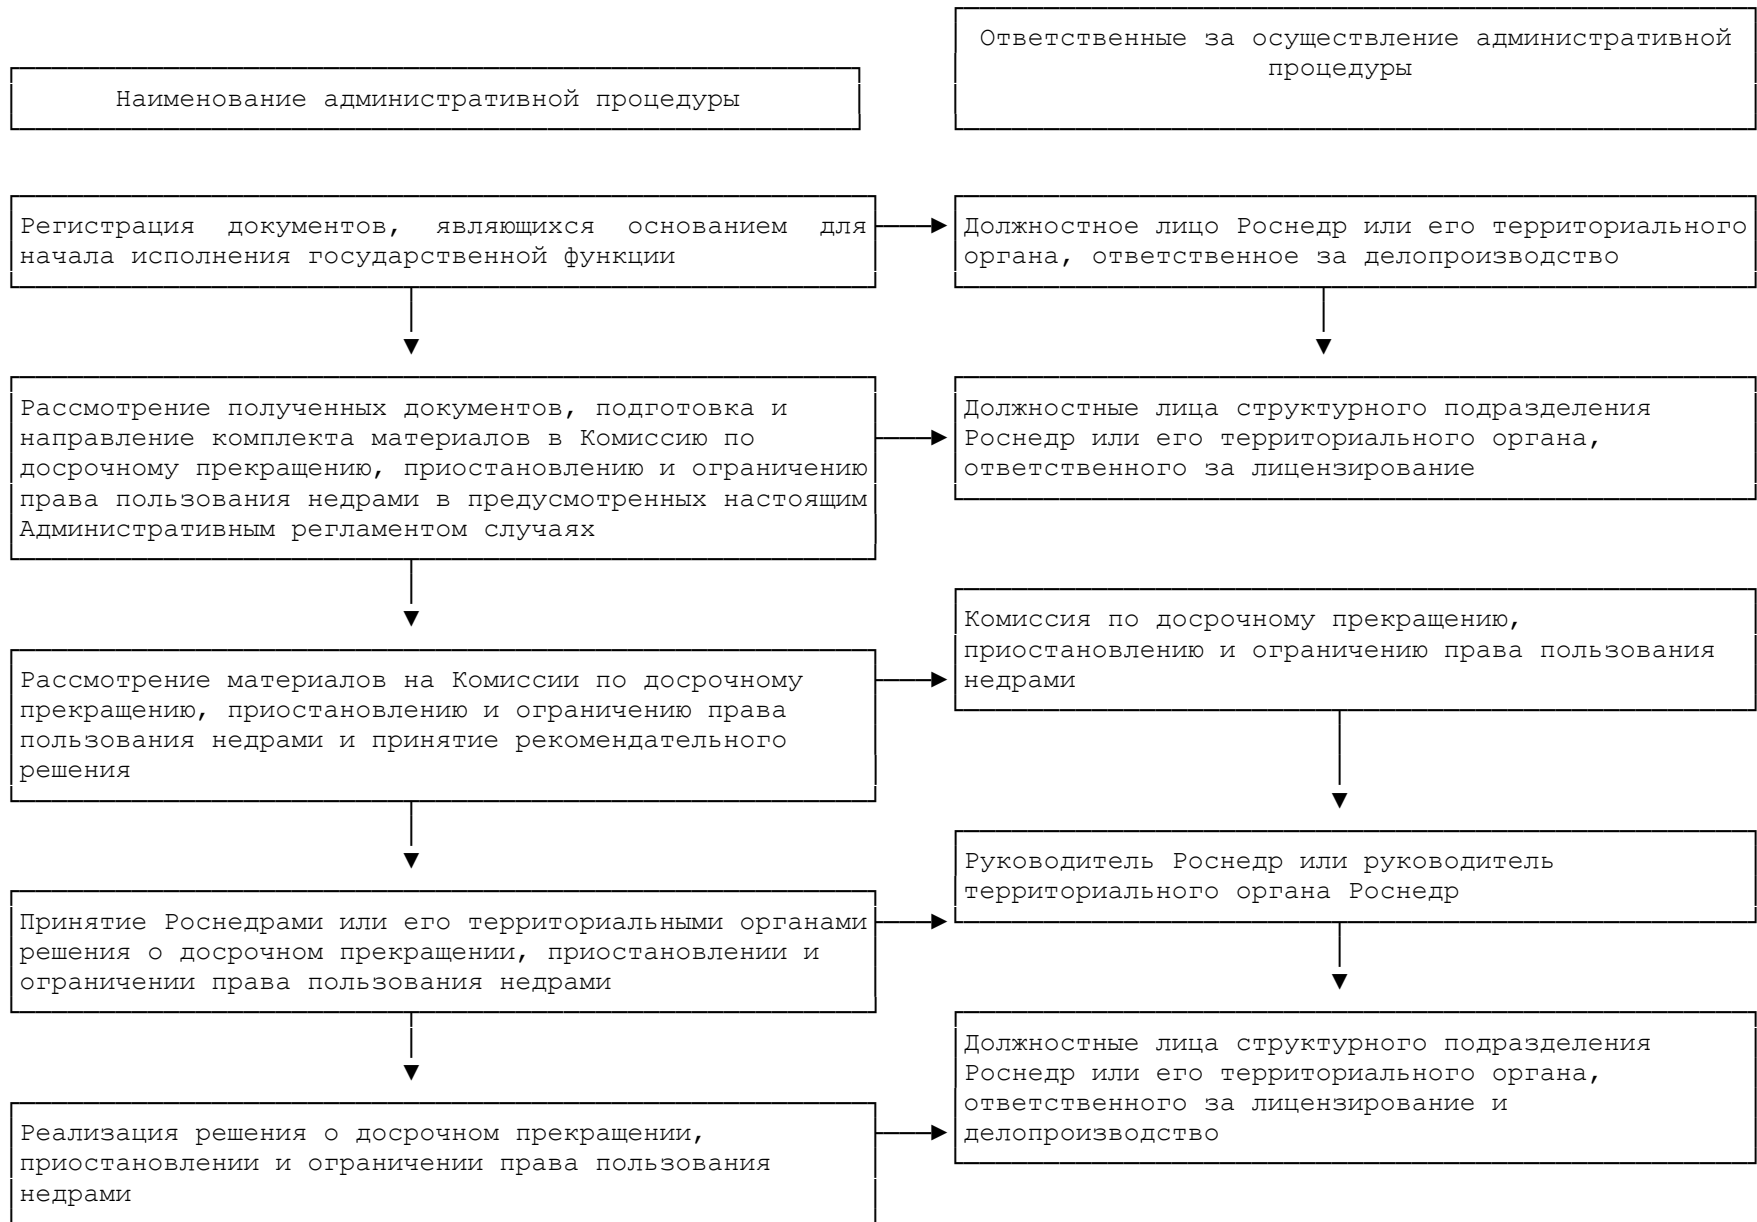 Ответственные за осуществление административной
процедуры
Наименование административной процедуры
Регистрация документов, являющихся основанием для
начала исполнения государственной функции
Должностное лицо Роснедр или его территориального
органа, ответственное за делопроизводство
Рассмотрение полученных документов, подготовка и
направление комплекта материалов в Комиссию по
досрочному прекращению, приостановлению и ограничению
права пользования недрами в предусмотренных настоящим
Административным регламентом случаях
Должностные лица структурного подразделения
Роснедр или его территориального органа,
ответственного за лицензирование
Рассмотрение материалов на Комиссии по досрочному
прекращению, приостановлению и ограничению права
пользования недрами и принятие рекомендательного
решения
Комиссия по досрочному прекращению,
приостановлению и ограничению права пользования
недрами
Принятие Роснедрами или его территориальными органами
решения о досрочном прекращении, приостановлении и
ограничении права пользования недрами
Руководитель Роснедр или руководитель
территориального органа Роснедр
Реализация решения о досрочном прекращении,
приостановлении и ограничении права пользования
недрами
Должностные лица структурного подразделения
Роснедр или его территориального органа,
ответственного за лицензирование и
делопроизводство